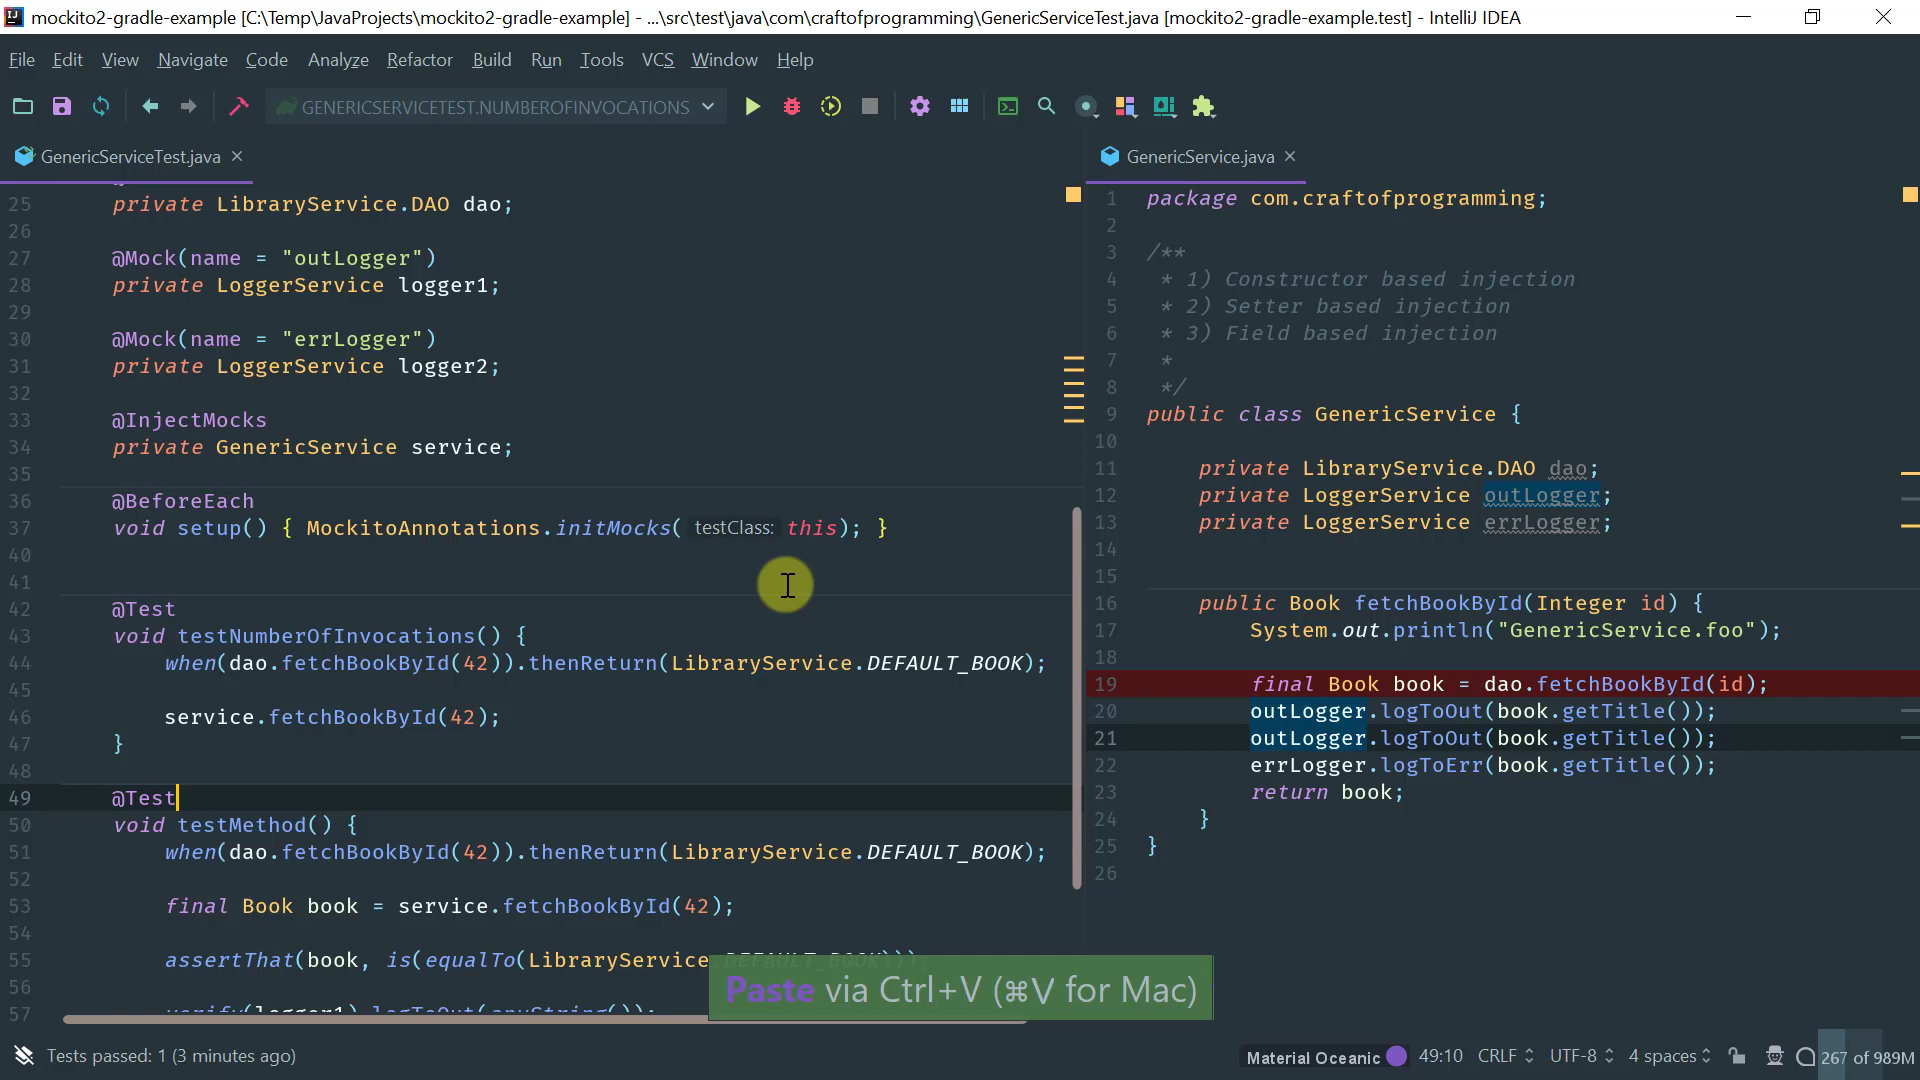 mockito2-gradle-example [C:\Temp\JavaProjects\mockito2-gradle-example] - ...\src\test\java\com\craftofprogramming\GenericServiceTest.java [mockito2-gradle-example.test] - IntelliJ IDEA
File Edit View Navigate Code Analyze Refactor Build Run Tools VCS Window Help
GENERICSERVICETEST.NUMBEROFINVOCATIONS
GenericServiceTest.java
25 private LibraryService.DAO dao;
26
27 @Mock(name = "outLogger")
28 private LoggerService logger1;
29
30 @Mock(name = "errLogger")
31 private LoggerService logger2;
32
33 @InjectMocks
34 private GenericService service;
35
36 @BeforeEach
37 void setup() { MockitoAnnotations.initMocks( testClass: this); }
40
41
42 @Test
43 void testNumberOfInvocations() {
44 when(dao.fetchBookById(42)).thenReturn(LibraryService.DEFAULT_BOOK);
45
46 service.fetchBookById(42);
47 }
48
49 @Test
50 void testMethod() {
51 when(dao.fetchBookById(42)).thenReturn(LibraryService.DEFAULT_BOOK);
52
53 final Book book = service.fetchBookById(42);
54
55 assertThat(book, is(equalTo(LibraryService.DEFAULT_BOOK)));
56
57 verify(logger1).logToOut(anyString());
GenericService.java
1 package com.craftofprogramming;
2
3 /**
4 * 1) Constructor based injection
5 * 2) Setter based injection
6 * 3) Field based injection
7 *
8 */
9 public class GenericService {
10
11 private LibraryService.DAO dao;
12 private LoggerService outLogger;
13 private LoggerService errLogger;
14
15
16 public Book fetchBookById(Integer id) {
17 System.out.println("GenericService.foo");
18
19 final Book book = dao.fetchBookById(id);
20 outLogger.logToOut(book.getTitle());
21 outLogger.logToOut(book.getTitle());
22 errLogger.logToErr(book.getTitle());
23 return book;
24 }
25 }
26
Paste via Ctrl+V (⌘V for Mac)
Tests passed: 1 (3 minutes ago)
Material Oceanic 49:10 CRLF UTF-8 4 spaces 267 of 989M